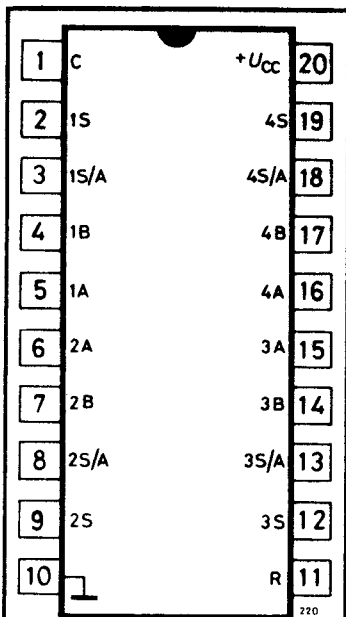 1 C +UCC 20
2 1S 4S 19
3 1S/A 4S/A 18
4 1B 4B 17
5 1A 4A 16
6 2A 3A 15
7 2B 3B 14
8 2S/A 3S/A 13
9 2S 3S 12
10 R 11
220